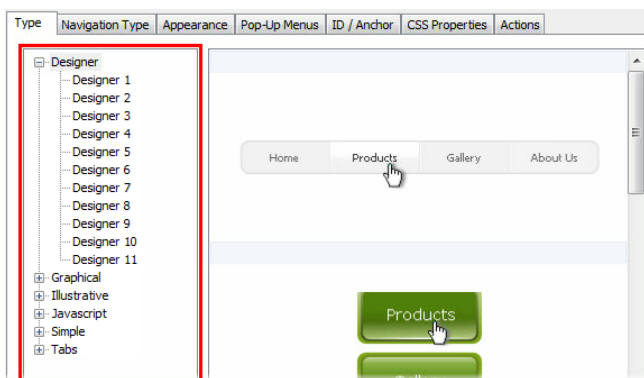 Type Navigation Type Appearance Pop-Up Menus ID / Anchor CSS Properties Actions
Designer
Designer 1
Designer 2
Designer 3
Designer 4
Designer 5
Designer 6
Designer 7
Designer 8
Designer 9
Designer 10
Designer 11
Graphical
Illustrative
Javascript
Simple
Tabs
Home Products Gallery About Us
Products